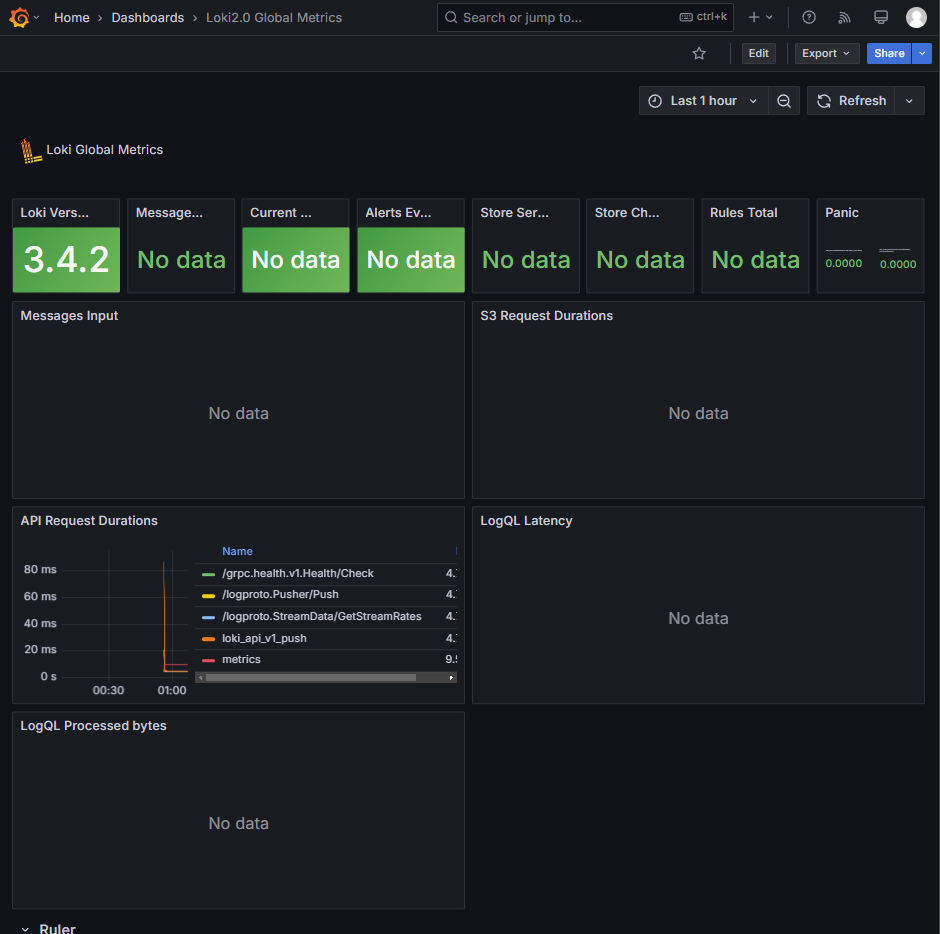 Home › Dashboards › Loki2.0 Global Metrics
Search or jump to...
ctrl+k
Edit
Export
Share
Last 1 hour
Refresh
Loki Global Metrics
Loki Vers...
Message...
Current ...
Alerts Ev...
Store Ser...
Store Ch...
Rules Total
Panic
3.4.2
No data
No data
No data
No data
No data
No data
0.0000
0.0000
Messages Input
No data
S3 Request Durations
No data
API Request Durations
80 ms
60 ms
40 ms
20 ms
0 s
00:30
01:00
Name
/grpc.health.v1.Health/Check 4.
/logproto.Pusher/Push 4.
/logproto.StreamData/GetStreamRates 4.
loki_api_v1_push 4.
metrics 9.
LogQL Latency
No data
LogQL Processed bytes
No data
Ruler